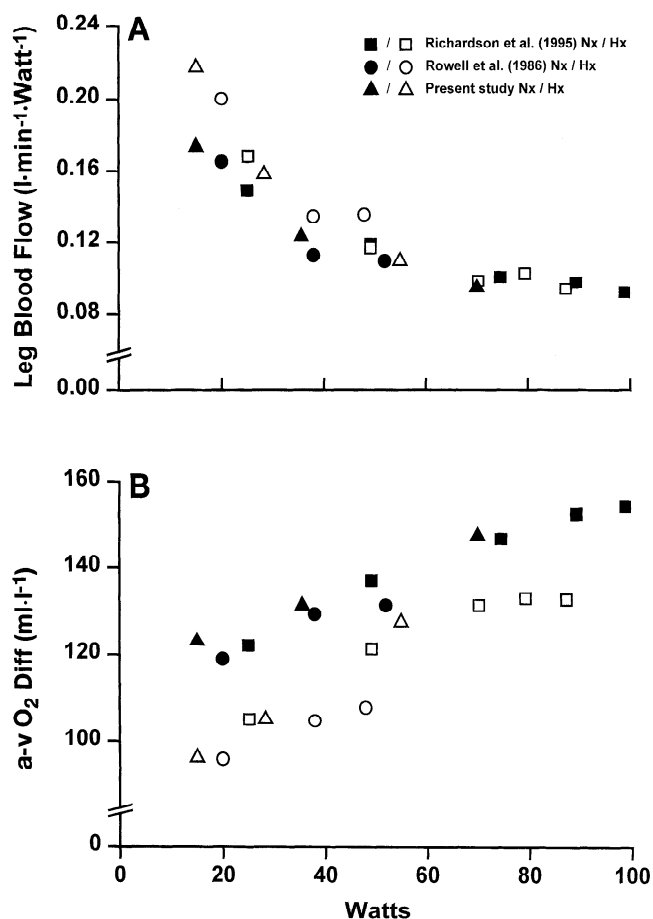 A
0.24
0.20
0.16
0.12
0.08
0.00
Leg Blood Flow (l·min⁻¹·Watt⁻¹)
/ Richardson et al. (1995) Nx / Hx
/ Rowell et al. (1986) Nx / Hx
/ Present study Nx / Hx
B
160
140
120
100
0
a-v O₂ Diff (ml·l⁻¹)
0 20 40 60 80 100
Watts